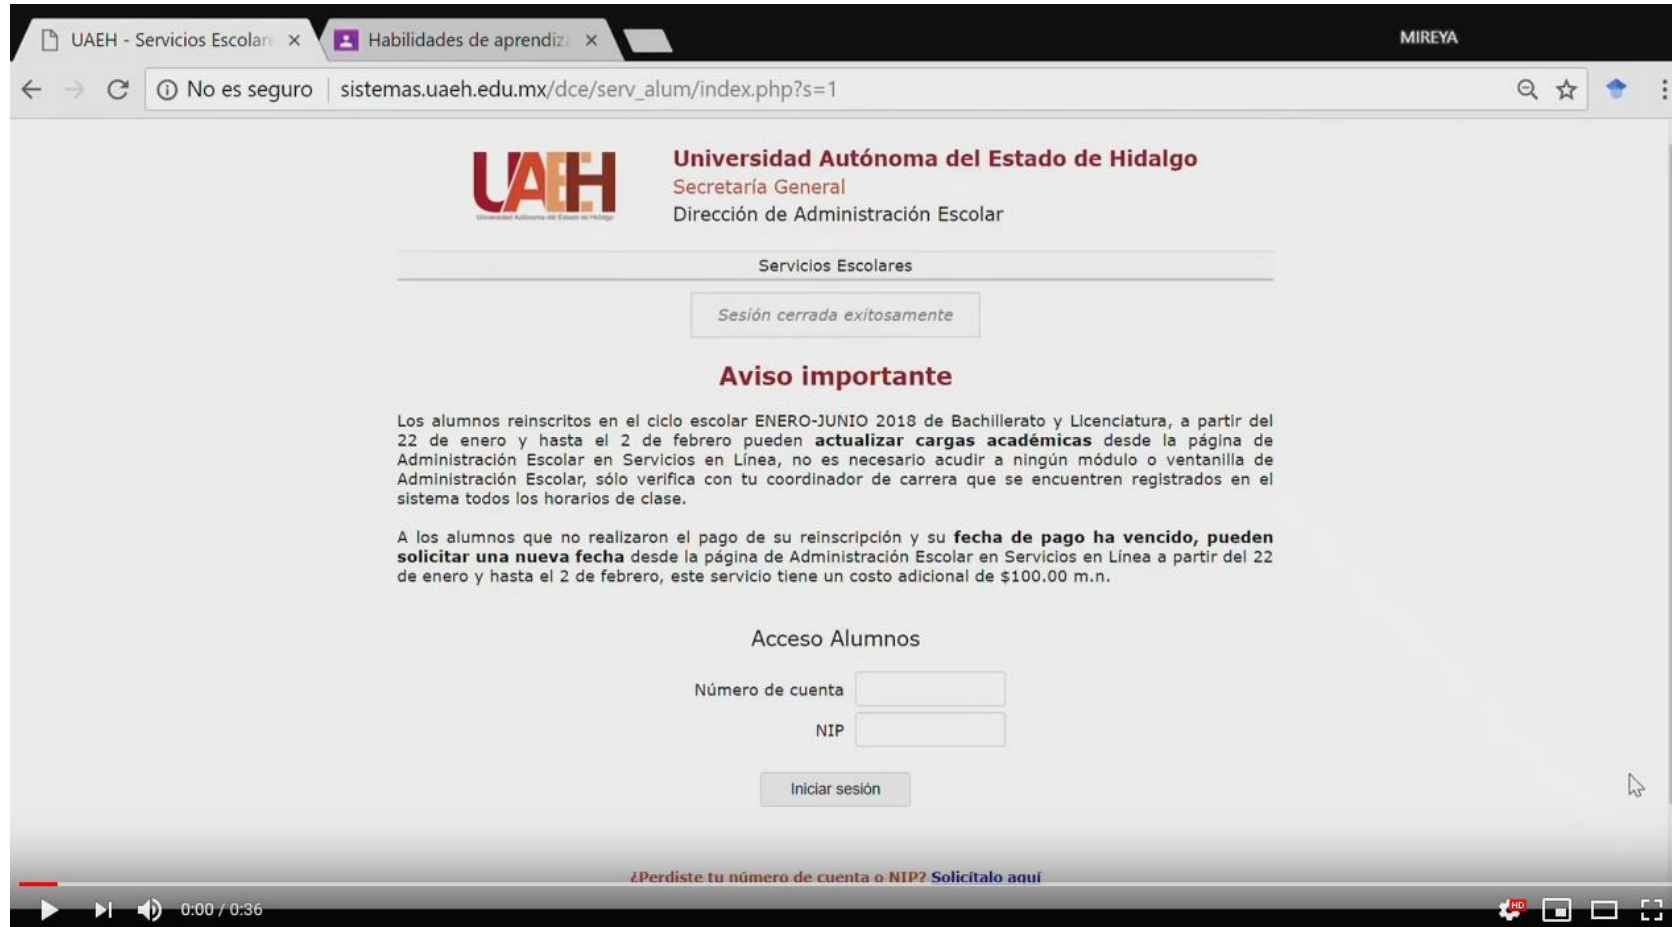 UAEH - Servicios Escolar
Habilidades de aprendiz
MIREYA
No es seguro
sistemas.uaeh.edu.mx/dce/serv_alum/index.php?s=1
UAEH
Universidad Autónoma del Estado de Hidalgo
Universidad Autónoma del Estado de Hidalgo
Secretaría General
Dirección de Administración Escolar
Servicios Escolares
Sesión cerrada exitosamente
Aviso importante
Los alumnos reinscritos en el ciclo escolar ENERO-JUNIO 2018 de Bachillerato y Licenciatura, a partir del
22 de enero y hasta el 2 de febrero pueden actualizar cargas académicas desde la página de
Administración Escolar en Servicios en Línea, no es necesario acudir a ningún módulo o ventanilla de
Administración Escolar, sólo verifica con tu coordinador de carrera que se encuentren registrados en el
sistema todos los horarios de clase.
A los alumnos que no realizaron el pago de su reinscripción y su fecha de pago ha vencido, pueden
solicitar una nueva fecha desde la página de Administración Escolar en Servicios en Línea a partir del 22
de enero y hasta el 2 de febrero, este servicio tiene un costo adicional de $100.00 m.n.
Acceso Alumnos
Número de cuenta
NIP
Iniciar sesión
¿Perdiste tu número de cuenta o NIP? Solicítalo aquí
0:00 / 0:36
HD